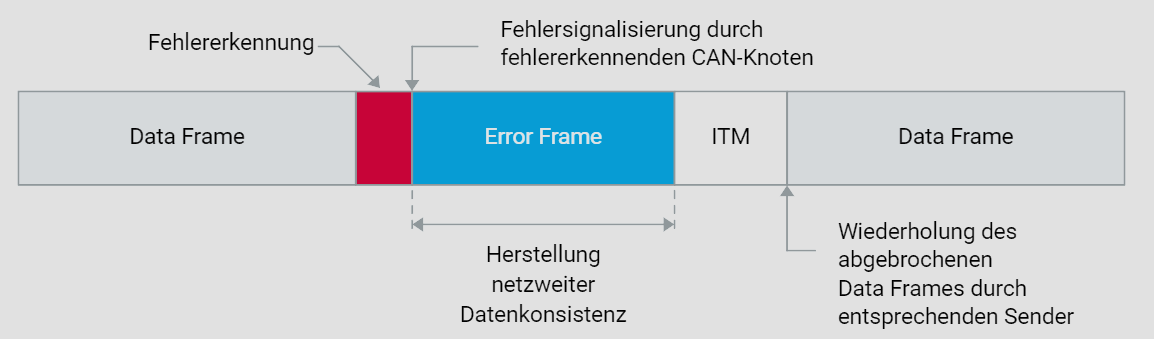 Fehlererkennung
Fehlersignalisierung durch
fehlererkennenden CAN-Knoten
Data Frame
Error Frame
ITM
Data Frame
Herstellung
netzweiter
Datenkonsistenz
Wiederholung des
abgebrochenen
Data Frames durch
entsprechenden Sender